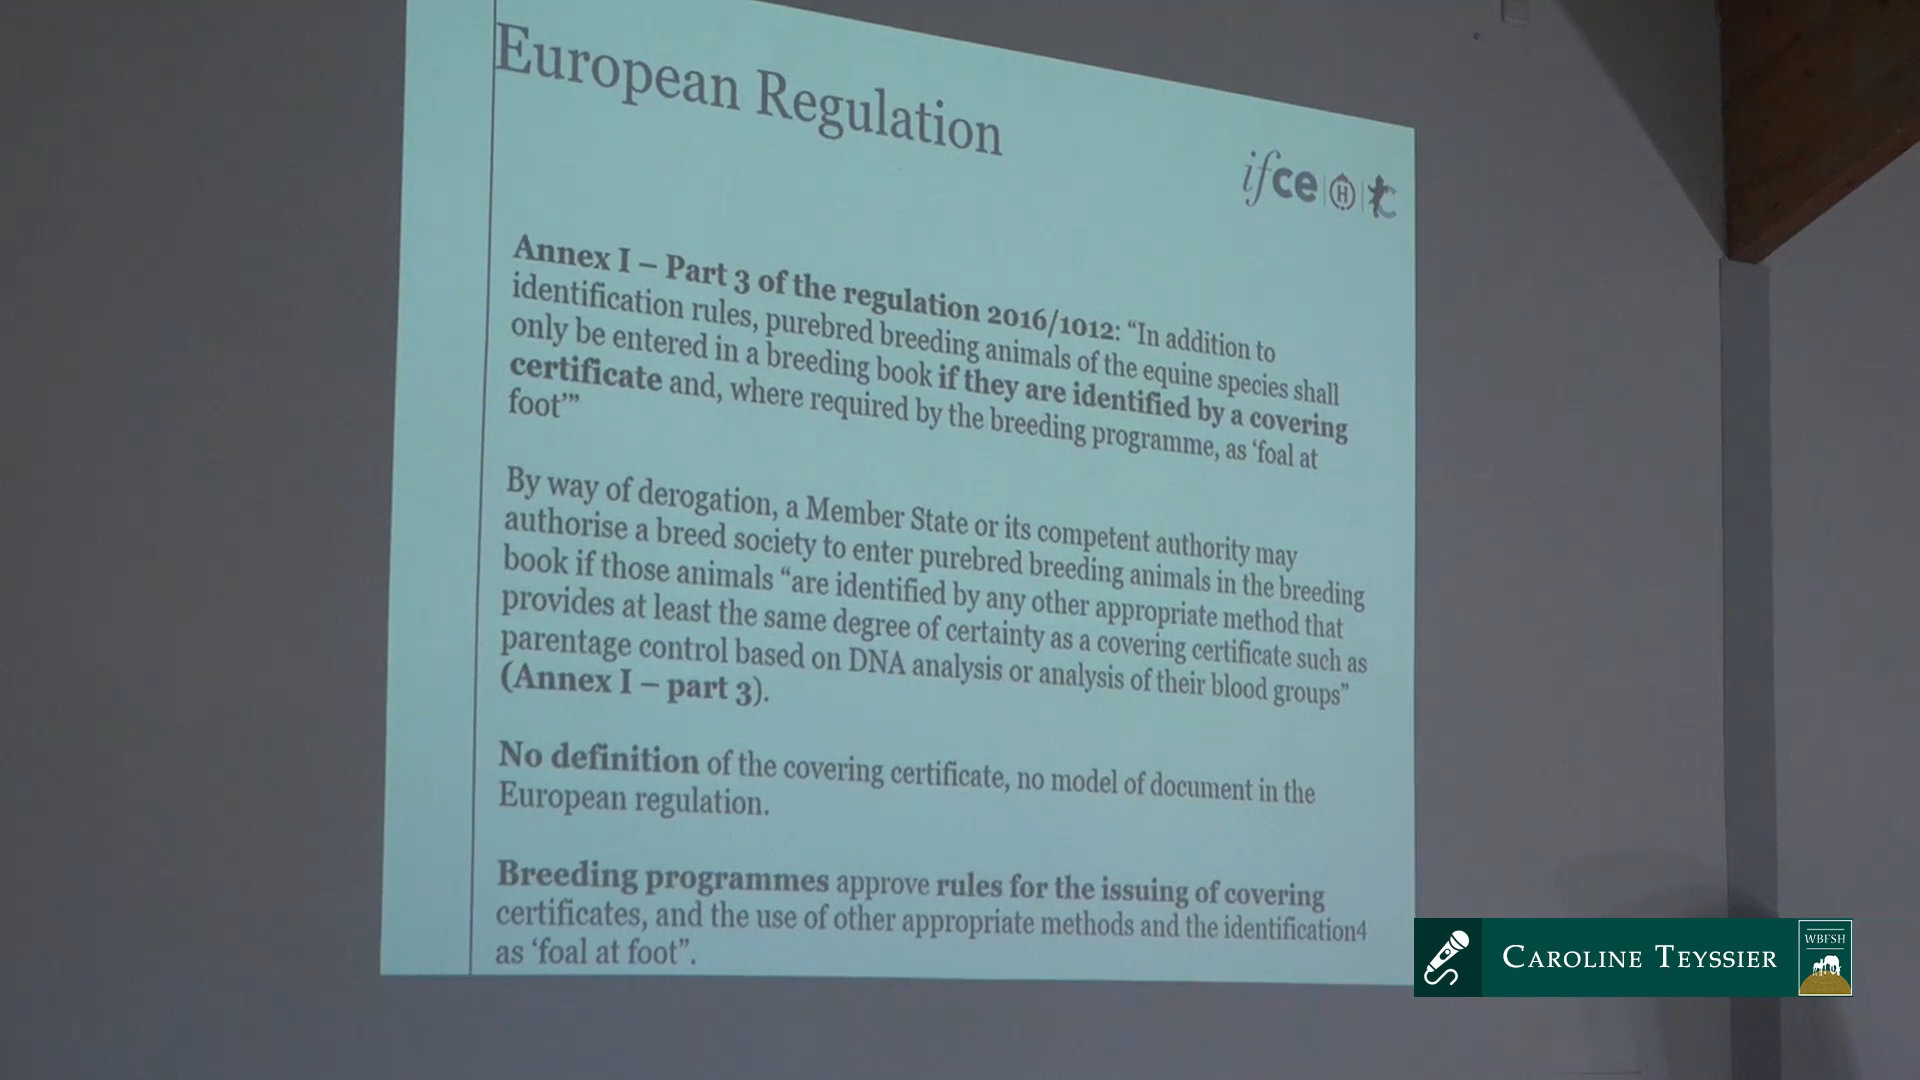 European Regulation
ifce H
Annex I – Part 3 of the regulation 2016/1012: “In addition to
identification rules, purebred breeding animals of the equine species shall
only be entered in a breeding book if they are identified by a covering
certificate and, where required by the breeding programme, as ‘foal at
foot’”
By way of derogation, a Member State or its competent authority may
authorise a breed society to enter purebred breeding animals in the breeding
book if those animals “are identified by any other appropriate method that
provides at least the same degree of certainty as a covering certificate such as
parentage control based on DNA analysis or analysis of their blood groups”
(Annex I – part 3).
No definition of the covering certificate, no model of document in the
European regulation.
Breeding programmes approve rules for the issuing of covering
certificates, and the use of other appropriate methods and the identification4
as ‘foal at foot”.
CAROLINE TEYSSIER
WBFSH